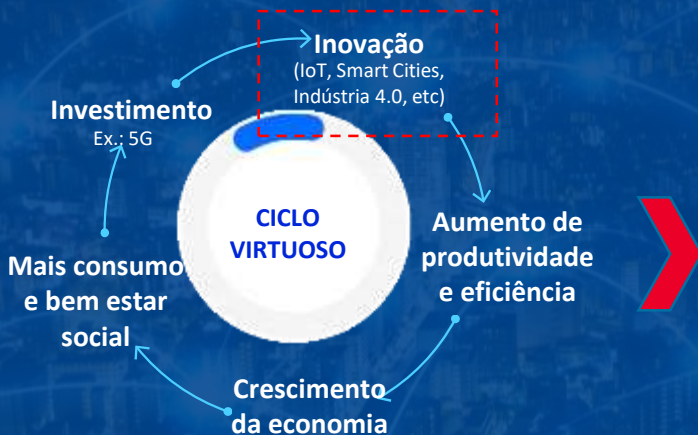 Inovação
(IoT, Smart Cities,
Indústria 4.0, etc)
Investimento
Ex.: 5G
CICLO
VIRTUOSO
Aumento de
produtividade
e eficiência
Mais consumo
e bem estar
social
Crescimento
da economia